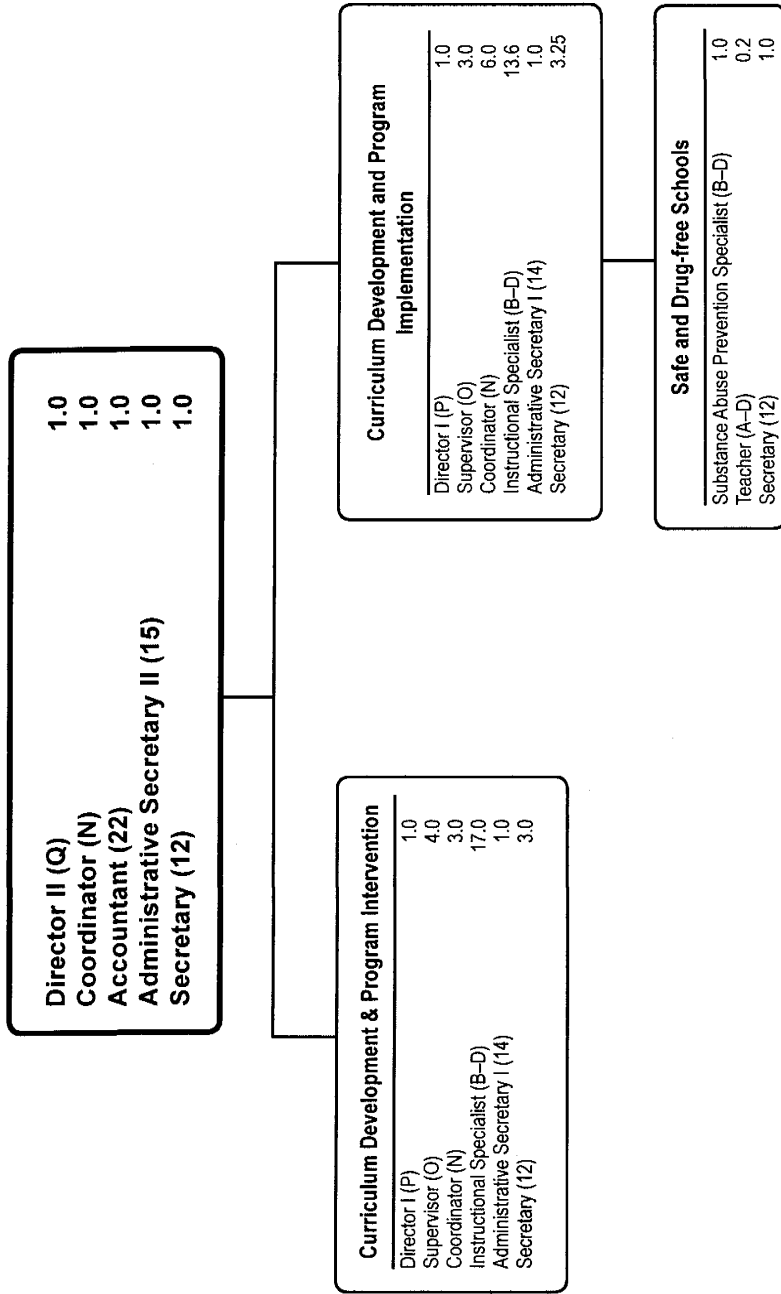 Director II (Q) 1.0
Coordinator (N) 1.0
Accountant (22) 1.0
Administrative Secretary II (15) 1.0
Secretary (12) 1.0
Curriculum Development & Program Intervention
Director I (P) 1.0
Supervisor (O) 4.0
Coordinator (N) 3.0
Instructional Specialist (B–D) 17.0
Administrative Secretary I (14) 1.0
Secretary (12) 3.0
Curriculum Development and Program
Implementation
Director I (P) 1.0
Supervisor (O) 3.0
Coordinator (N) 6.0
Instructional Specialist (B–D) 13.6
Administrative Secretary I (14) 1.0
Secretary (12) 3.25
Safe and Drug-free Schools
Substance Abuse Prevention Specialist (B–D) 1.0
Teacher (A–D) 0.2
Secretary (12) 1.0